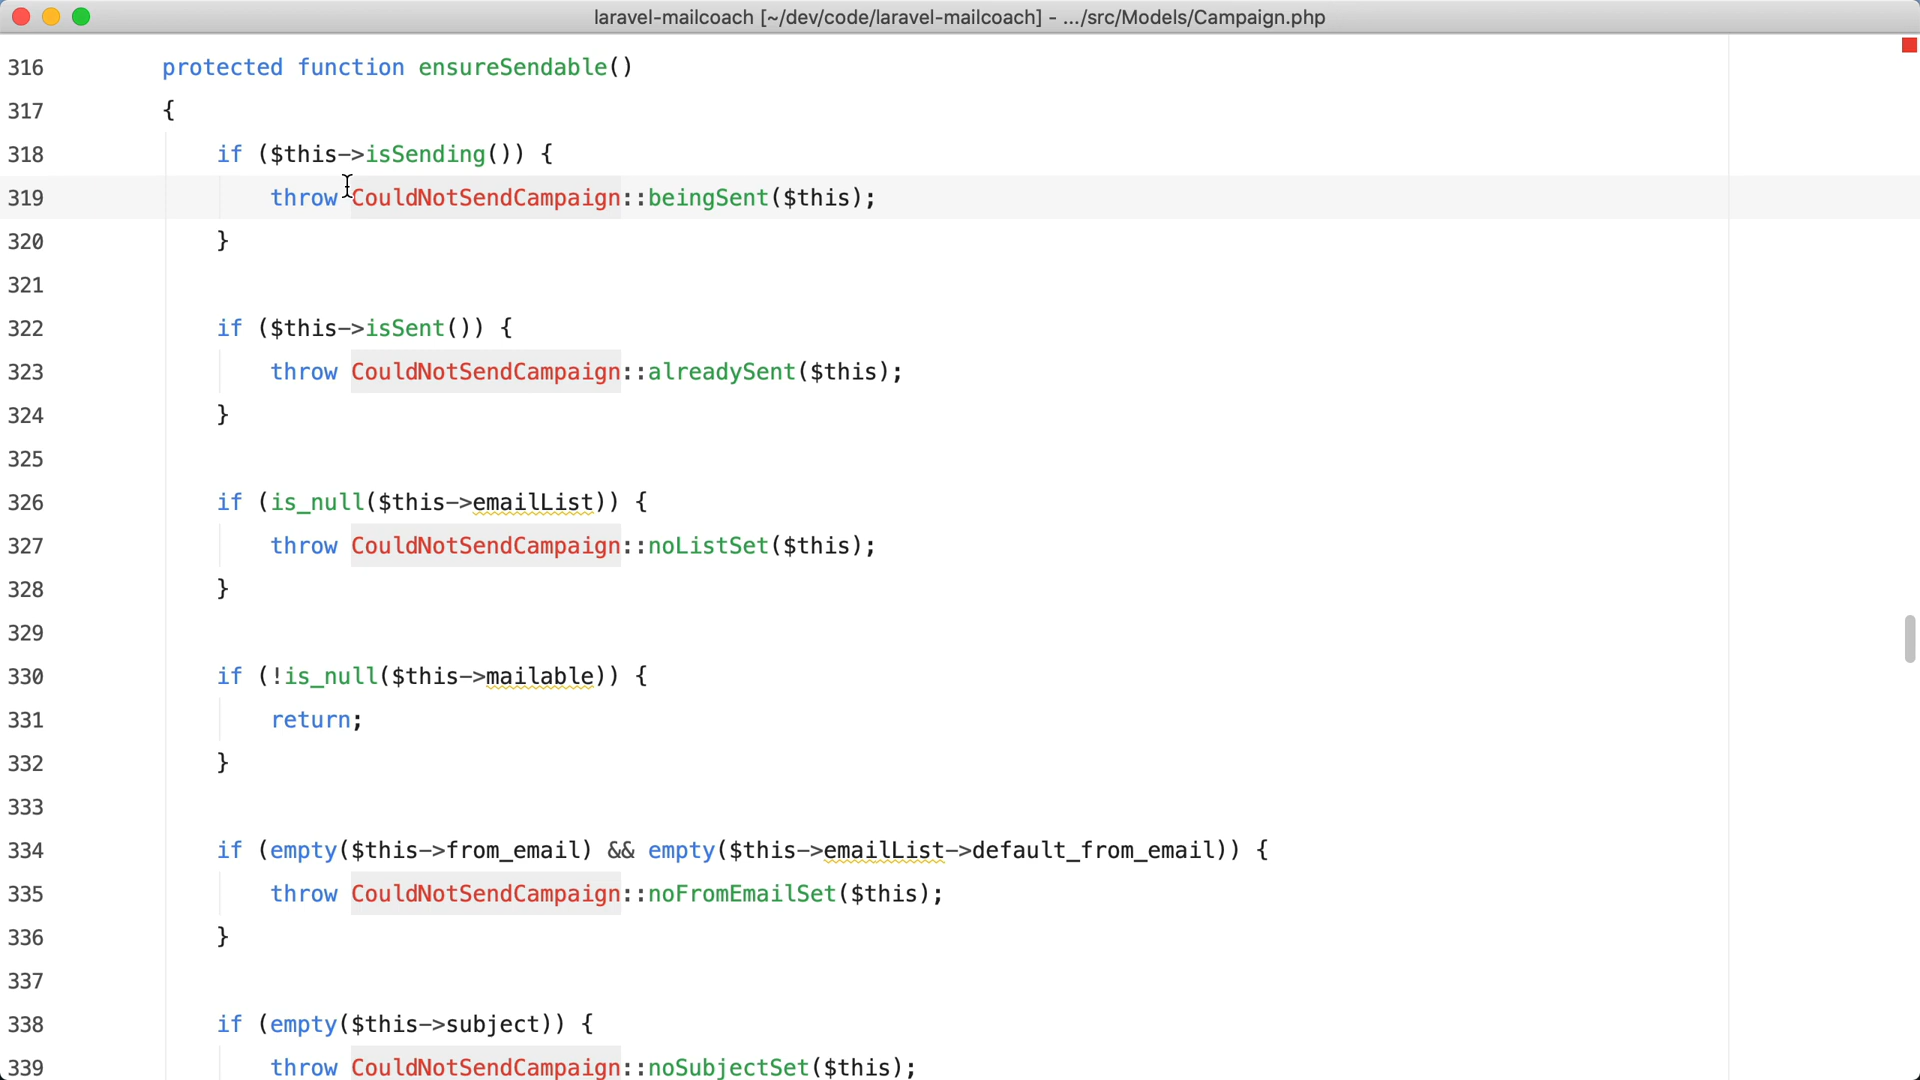 laravel-mailcoach [~/dev/code/laravel-mailcoach] - .../src/Models/Campaign.php
316 protected function ensureSendable()
317 {
318 if ($this->isSending()) {
319 throw CouldNotSendCampaign::beingSent($this);
320 }
321
322 if ($this->isSent()) {
323 throw CouldNotSendCampaign::alreadySent($this);
324 }
325
326 if (is_null($this->emailList)) {
327 throw CouldNotSendCampaign::noListSet($this);
328 }
329
330 if (!is_null($this->mailable)) {
331 return;
332 }
333
334 if (empty($this->from_email) && empty($this->emailList->default_from_email)) {
335 throw CouldNotSendCampaign::noFromEmailSet($this);
336 }
337
338 if (empty($this->subject)) {
339 throw CouldNotSendCampaign::noSubjectSet($this);